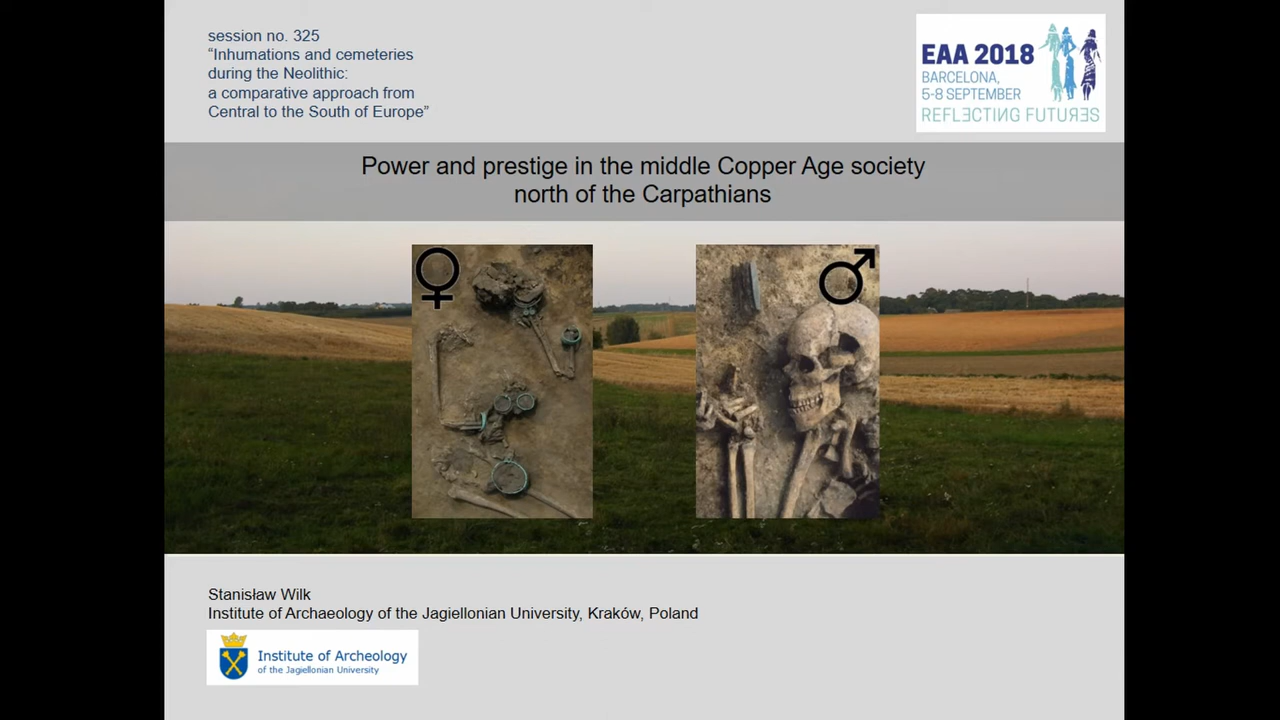 session no. 325
“Inhumations and cemeteries
during the Neolithic:
a comparative approach from
Central to the South of Europe”
EAA 2018
BARCELONA,
5-8 SEPTEMBER
REFLƎCTIИG FUTUЯƎS
Power and prestige in the middle Copper Age society
north of the Carpathians
Stanisław Wilk
Institute of Archaeology of the Jagiellonian University, Kraków, Poland
Institute of Archeology
of the Jagiellonian University